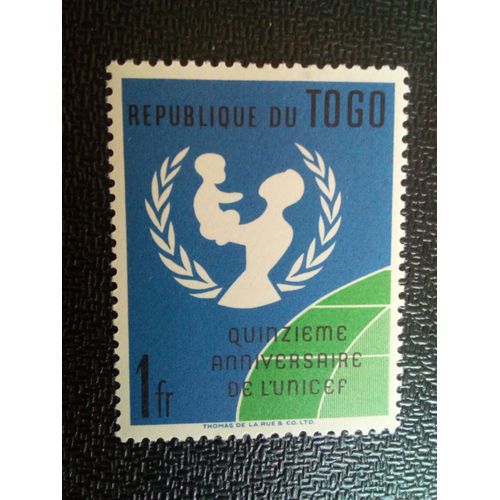 REPUBLIQUE DU TOGO
QUINZIEME
ANNIVERSAIRE
DE L'UNICEF
1fr
THOMAS DE LA RUE & CO. LTD.